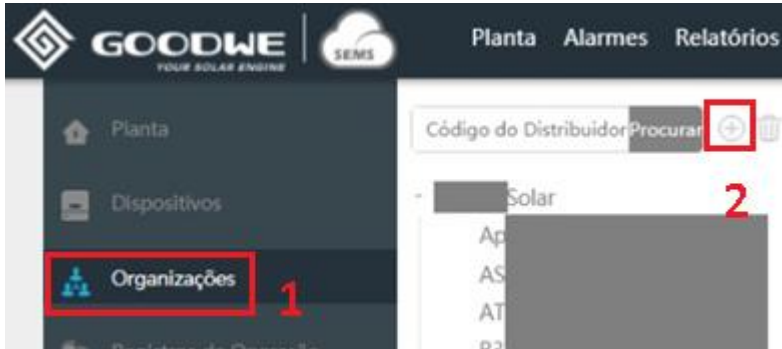 GOODWE
YOUR SOLAR ENGINE
SEMS
Planta Alarmes Relatórios
Planta
Código do Distribuidor Procurar
Dispositivos
Solar
2
Ap
Organizações
1
AS
AT